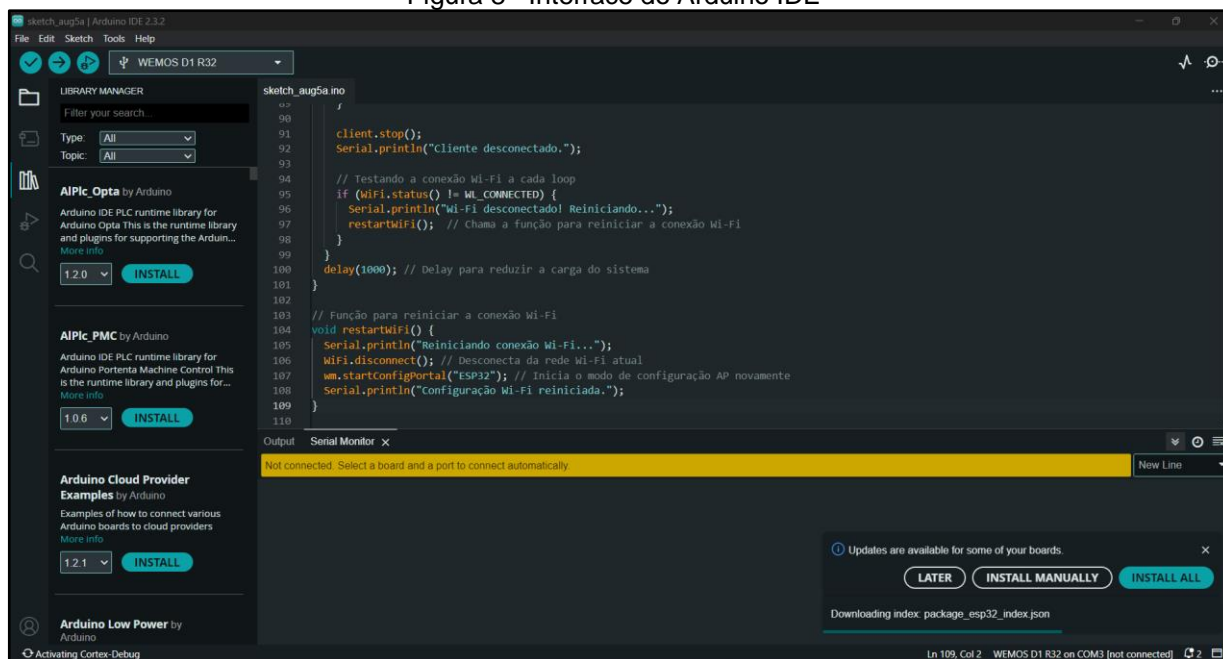 Figura 8 - Interface do Arduino IDE
sketch_aug5a | Arduino IDE 2.3.2
File Edit Sketch Tools Help
WEMOS D1 R32
LIBRARY MANAGER
Filter your search...
Type: All
Topic: All
AlPlc_Opta by Arduino
Arduino IDE PLC runtime library for
Arduino Opta This is the runtime library
and plugins for supporting the Arduin...
More info
1.2.0 INSTALL
AlPlc_PMC by Arduino
Arduino IDE PLC runtime library for
Arduino Portenta Machine Control This
is the runtime library and plugins for...
More info
1.0.6 INSTALL
Arduino Cloud Provider
Examples by Arduino
Examples of how to connect various
Arduino boards to cloud providers
More info
1.2.1 INSTALL
Arduino Low Power by
Arduino
sketch_aug5a.ino
89 }
90
91 client.stop();
92 Serial.println("Cliente desconectado.");
93
94 // Testando a conexão Wi-Fi a cada loop
95 if (WiFi.status() != WL_CONNECTED) {
96 Serial.println("Wi-Fi desconectado! Reiniciando...");
97 restartWiFi(); // Chama a função para reiniciar a conexão Wi-Fi
98 }
99 }
100 delay(1000); // Delay para reduzir a carga do sistema
101 }
102
103 // Função para reiniciar a conexão Wi-Fi
104 void restartWiFi() {
105 Serial.println("Reiniciando conexão Wi-Fi...");
106 WiFi.disconnect(); // Desconecta da rede Wi-Fi atual
107 wm.startConfigPortal("ESP32"); // Inicia o modo de configuração AP novamente
108 Serial.println("Configuração Wi-Fi reiniciada.");
109 }
110
Output Serial Monitor x
Not connected. Select a board and a port to connect automatically.
New Line
Updates are available for some of your boards.
LATER INSTALL MANUALLY INSTALL ALL
Downloading index: package_esp32_index.json
Activating Cortex-Debug
Ln 109, Col 2 WEMOS D1 R32 on COM3 [not connected] 2